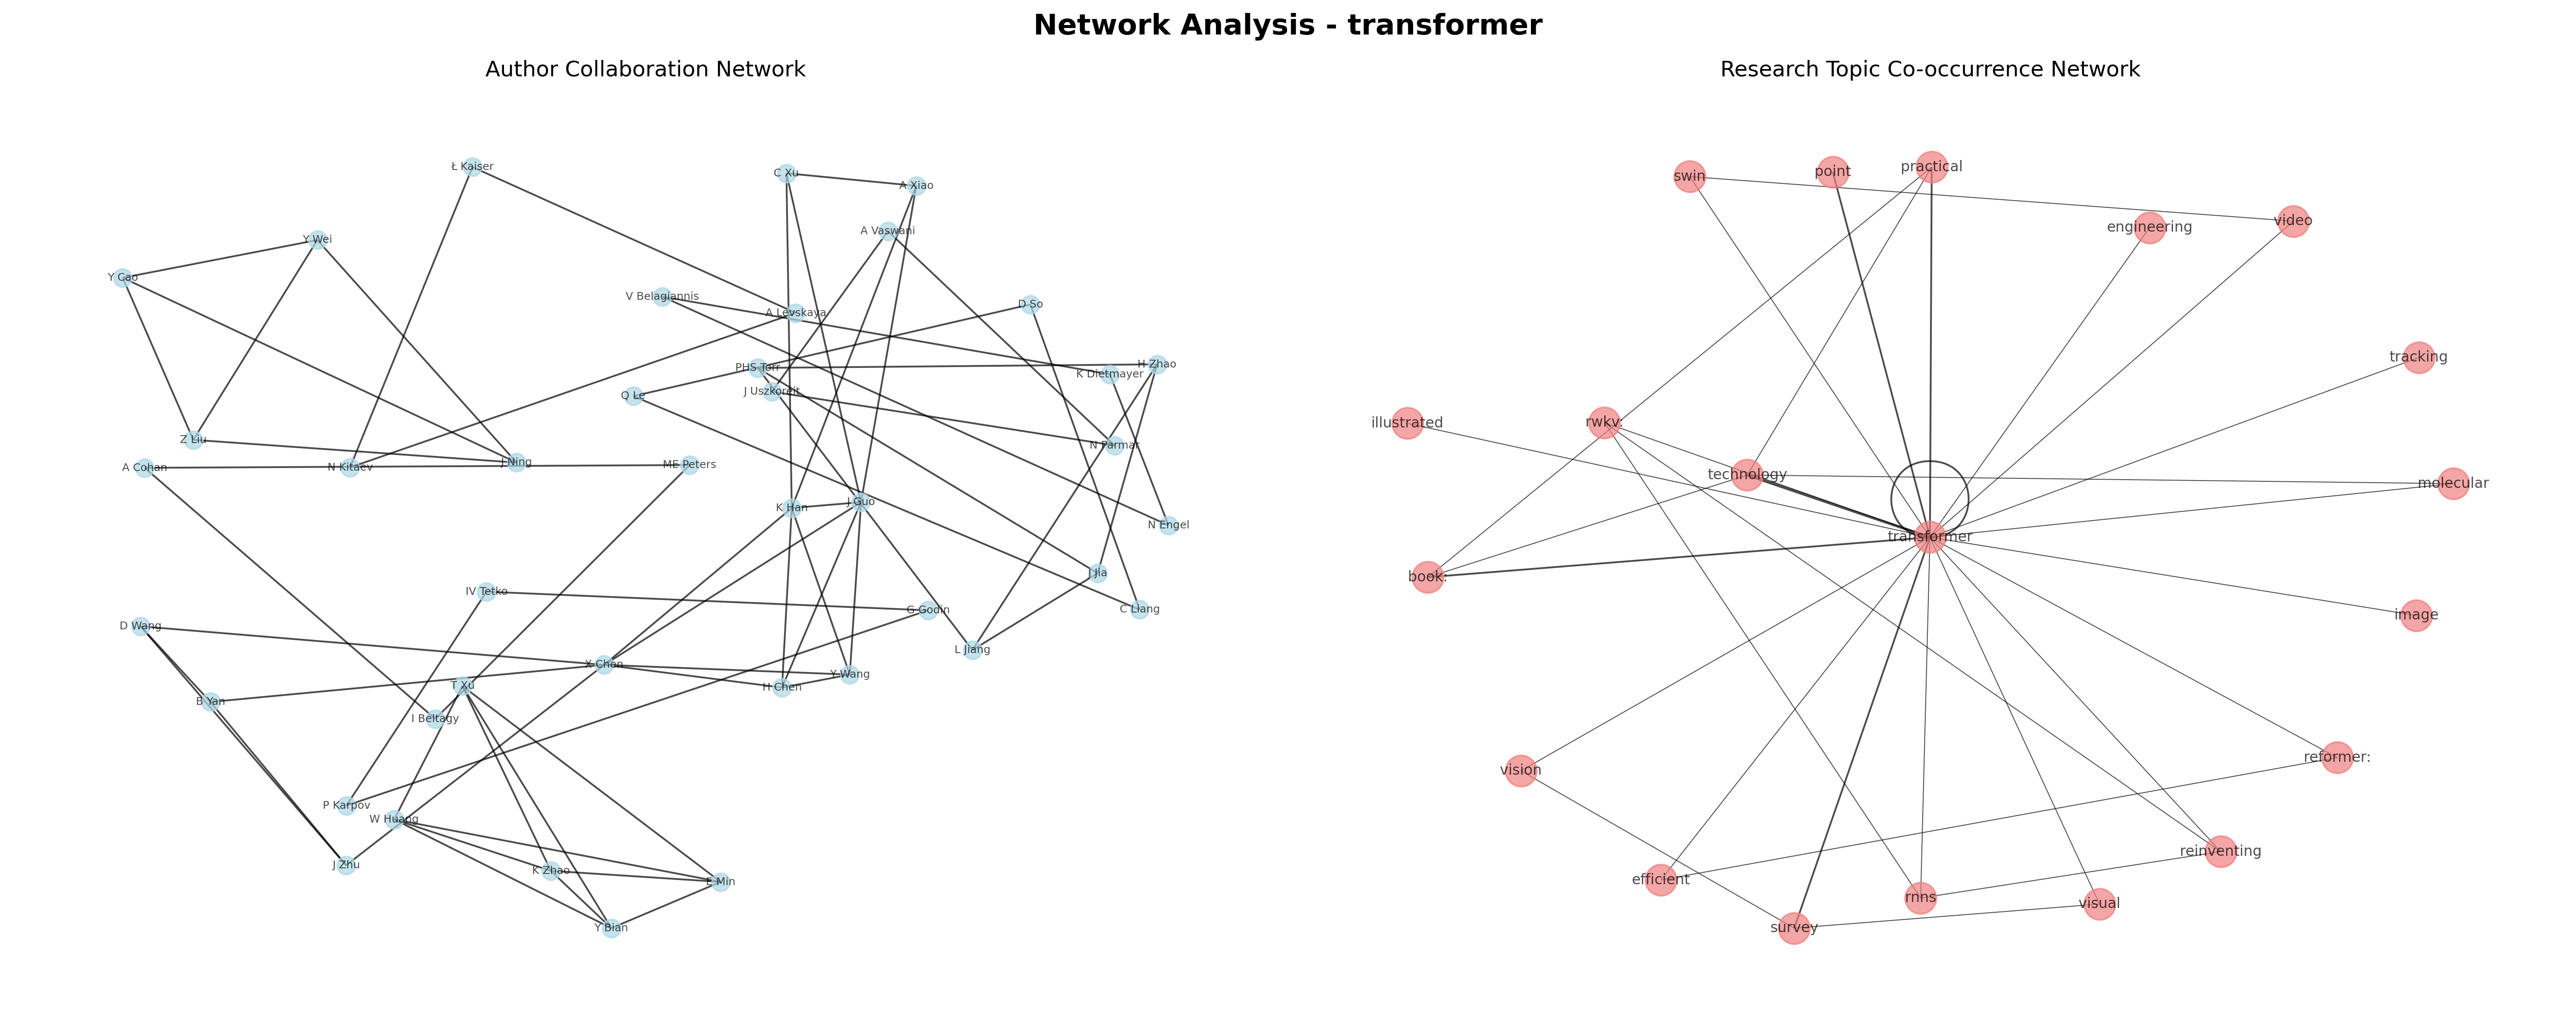 Network Analysis - transformer
Author Collaboration Network
Ł Kaiser
C Xu
A Xiao
A Vaswani
Y Wei
Y Cao
V Belagiannis
D So
A Levskaya
PHS Torr
H Zhao
K Dietmayer
J Uszkoreit
Q Le
Z Liu
N Parmar
A Cohan
N Kitaev
J Ning
ME Peters
K Han
J Guo
N Engel
J Jia
IV Tetko
G Godin
C Liang
D Wang
L Jiang
X Chen
Y Wang
T Xu
H Chen
B Yan
I Beltagy
P Karpov
W Huang
J Zhu
K Zhao
E Min
Y Bian
Research Topic Co-occurrence Network
swin
point
practical
engineering
video
tracking
illustrated
rwkv:
technology
molecular
transformer
book:
image
vision
reformer:
efficient
reinventing
rnns
visual
survey